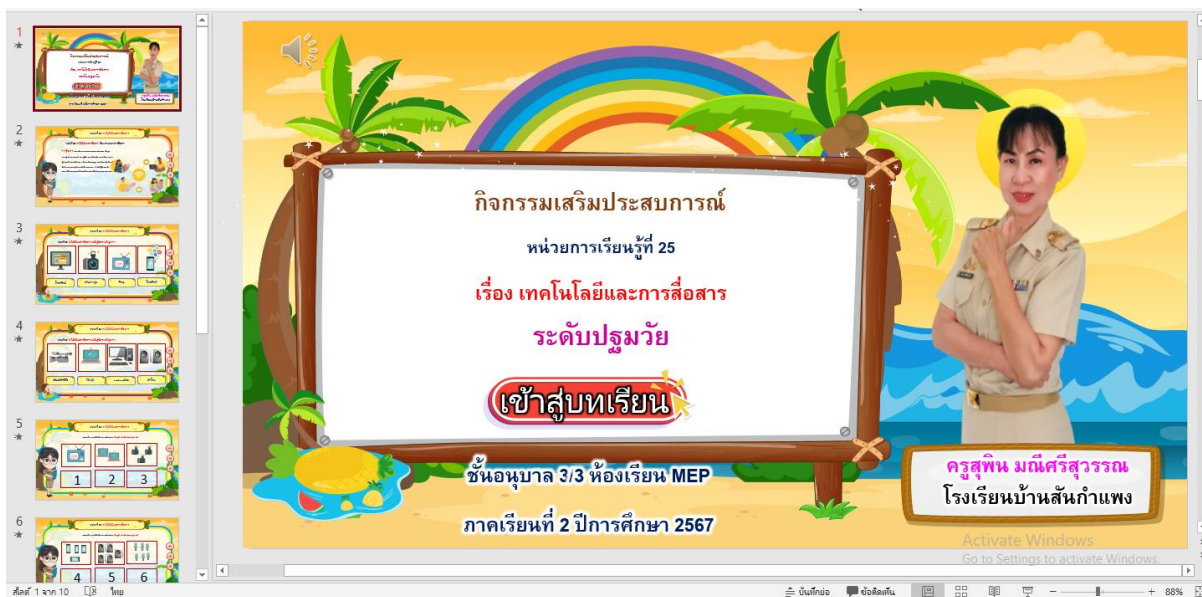 กิจกรรมเสริมประสบการณ์
หน่วยการเรียนรู้ที่ 25
เรื่อง เทคโนโลยีและการสื่อสาร
ระดับปฐมวัย
เข้าสู่บทเรียน
ชั้นอนุบาล 3/3 ห้องเรียน MEP
ภาคเรียนที่ 2 ปีการศึกษา 2567
ครูสุพิน มณีศรีสุวรรณ
โรงเรียนบ้านสันกำแพง
Activate Windows
Go to Settings to activate Windows.
1
2
3
4
5
1 2 3
6
4 5 6
สไลด์ 1 จาก 10
ไทย
บันทึกย่อ
ข้อคิดเห็น
88%